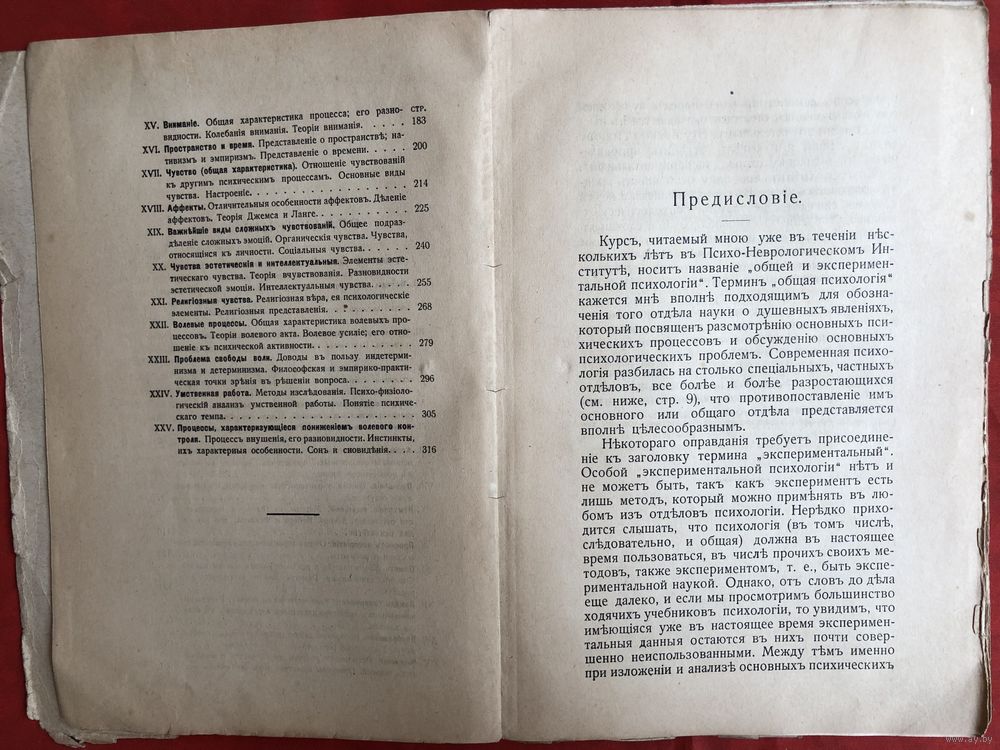 СТР.
XV. Вниманіе. Общая характеристика процесса; его разно-
видности. Колебанія вниманія. Теоріи вниманія. . . . . 183
XVI. Пространство и время. Представленіе о пространствѣ; на-
тивизмъ и эмпиризмъ. Представленіе о времени. . . . . 200
XVII. Чувство (общая характеристика). Отношеніе чувствованій
къ другимъ психическимъ процессамъ. Основные виды
чувства. Настроеніе. . . . . . . . . . . . . . . 214
XVIII. Аффекты. Отличительныя особенности аффектовъ. Дѣленіе
аффектовъ. Теорія Джемса и Ланге. . . . . . . . . 225
XIX. Важнѣйшіе виды сложныхъ чувствованій. Общее подраз-
дѣленіе сложныхъ эмоцій. Органическія чувства. Чувства,
относящіяся къ личности. Соціальныя чувства. . . . . 240
XX. Чувства эстетическія и интеллектуальныя. Элементы эсте-
тическаго чувства. Теорія вчувствованія. Разновидности
эстетической эмоціи. Интеллектуальныя чувства. . . . . 255
XXI. Религіозныя чувства. Религіозная вѣра, ея психологическіе
элементы. Религіозныя представленія. . . . . . . . 268
XXII. Волевые процессы. Общая характеристика волевыхъ про-
цессовъ. Теоріи волевого акта. Волевое усиліе; его отно-
шеніе къ психической активности. . . . . . . . . . 279
XXIII. Проблема свободы воли. Доводы въ пользу индетерми-
низма и детерминизма. Философская и эмпирико-практи-
ческая точки зрѣнія въ рѣшеніи вопроса. . . . . . . 296
XXIV. Умственная работа. Методы изслѣдованія. Психо-физіоло-
гическій анализъ умственной работы. Понятіе психиче-
скаго темпа. . . . . . . . . . . . . . . . . . 305
XXV. Процессы, характеризующіеся пониженіемъ волевого кон-
троля. Процессъ внушенія, его разновидности. Инстинкты,
ихъ характерныя особенности. Сонъ и сновидѣнія. . . . 316
Предисловіе.
Курсъ, читаемый мною уже въ теченіи нѣс-
колькихъ лѣтъ въ Психо-Неврологическомъ Ин-
ститутѣ, носитъ названіе „общей и эксперимен-
тальной психологіи“. Терминъ „общая психологія“
кажется мнѣ вполнѣ подходящимъ для обозна-
ченія того отдѣла науки о душевныхъ явленіяхъ,
который посвященъ разсмотрѣнію основныхъ пси-
хическихъ процессовъ и обсужденію основныхъ
психологическихъ проблемъ. Современная психо-
логія разбилась на столько спеціальныхъ, частныхъ
отдѣловъ, все болѣе и болѣе разростающихся
(см. ниже, стр. 9), что противопоставленіе имъ
основного или общаго отдѣла представляется
вполнѣ цѣлесообразнымъ.
Нѣкотораго оправданія требуетъ присоедине-
ніе къ заголовку термина „экспериментальный“.
Особой „экспериментальной психологіи“ нѣтъ и
не можетъ быть, такъ какъ экспериментъ есть
лишь методъ, который можно примѣнять въ лю-
бомъ изъ отдѣловъ психологіи. Нерѣдко прихо-
дится слышать, что психологія (въ томъ числѣ,
слѣдовательно, и общая) должна въ настоящее
время пользоваться, въ числѣ прочихъ своихъ ме-
тодовъ, также экспериментомъ, т. е., быть экспе-
риментальной наукой. Однако, отъ словъ до дѣла
еще далеко, и если мы просмотримъ большинство
ходячихъ учебниковъ психологіи, то увидимъ, что
имѣющіяся уже въ настоящее время эксперимен-
тальныя данныя остаются въ нихъ почти совер-
шенно неиспользованными. Между тѣмъ именно
при изложеніи и анализѣ основныхъ психическихъ
www.ay.by